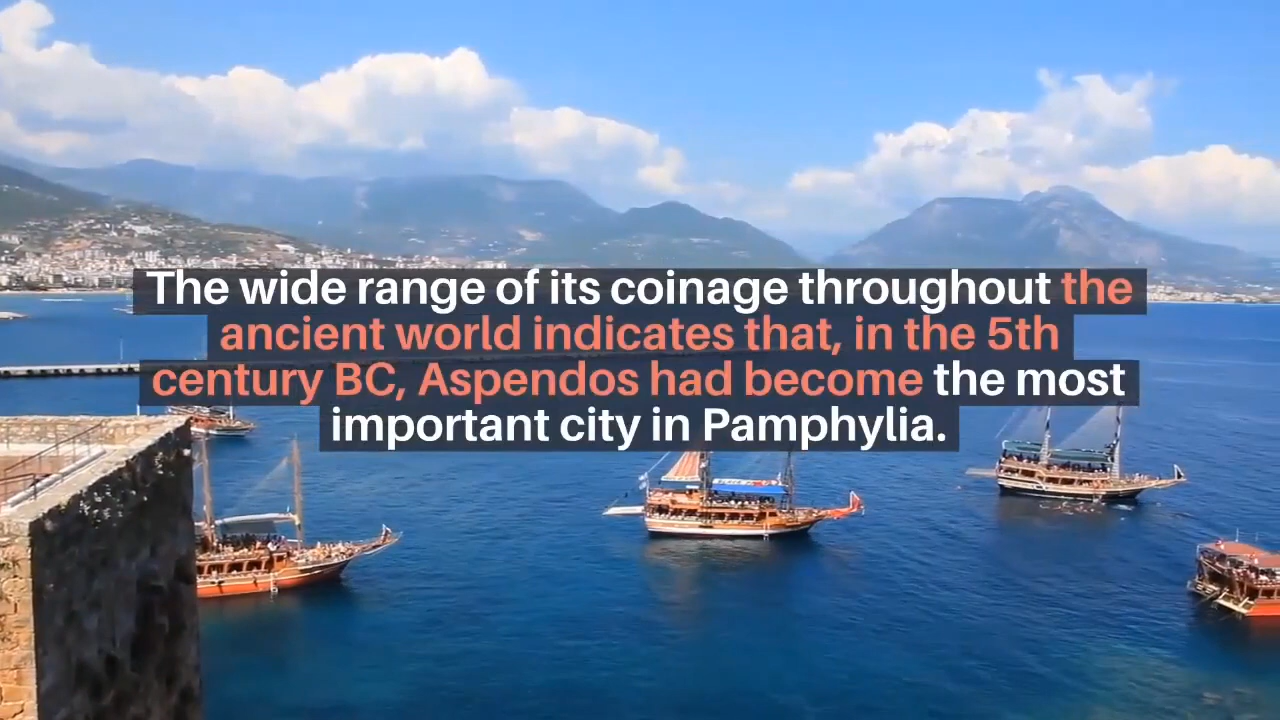 The wide range of its coinage throughout the
ancient world indicates that, in the 5th
century BC, Aspendos had become the most
important city in Pamphylia.